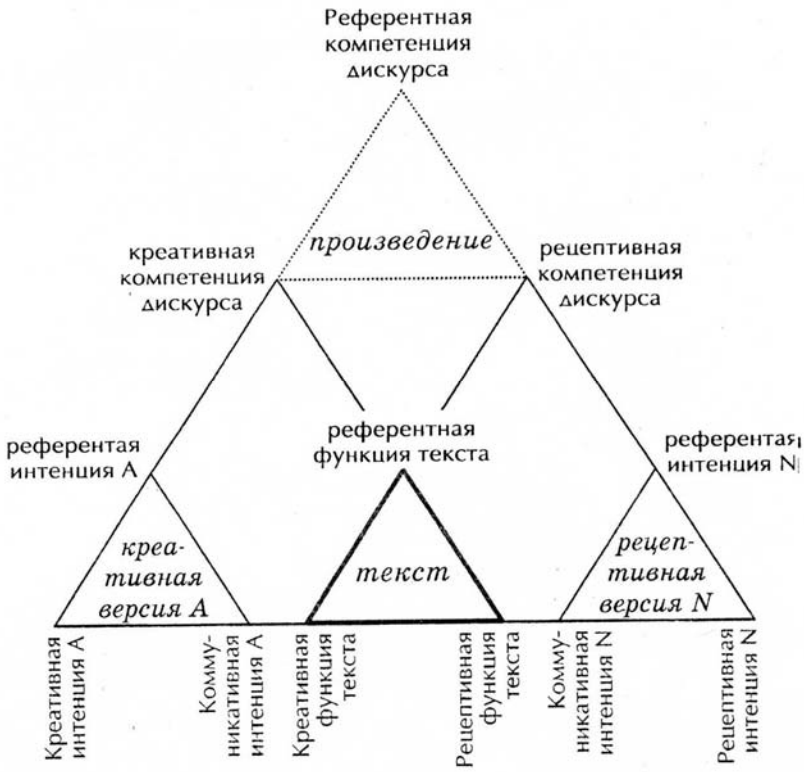 Референтная
компетенция
дискурса
произведение
креативная
компетенция
дискурса
рецептивная
компетенция
дискурса
референтая
интенция А
референтная
функция текста
референтая
интенция N
креа-
тивная
версия А
текст
рецеп-
тивная
версия N
Креативная
интенция А
Комму-
никативная
интенция А
Креативная
функция
текста
Рецептивная
функция
текста
Комму-
никативная
интенция N
Рецептивная
интенция N